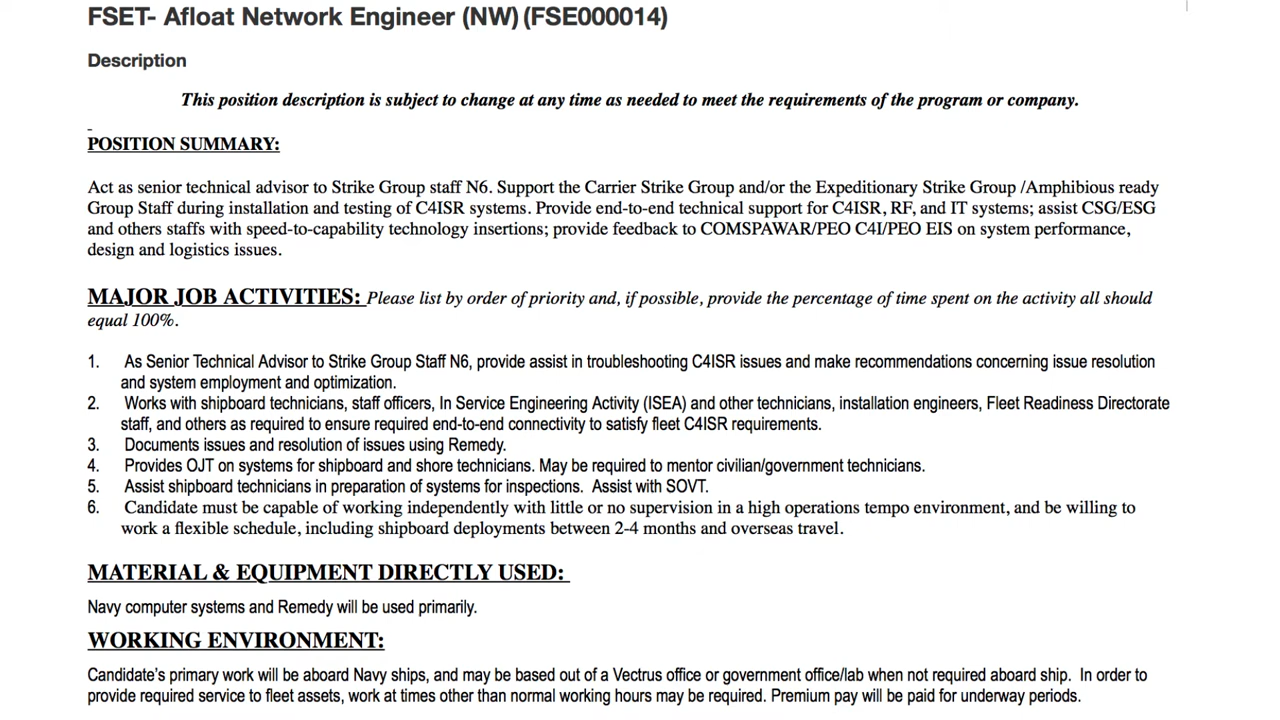 FSET- Afloat Network Engineer (NW) (FSE000014)
Description
This position description is subject to change at any time as needed to meet the requirements of the program or company.
POSITION SUMMARY:
Act as senior technical advisor to Strike Group staff N6. Support the Carrier Strike Group and/or the Expeditionary Strike Group /Amphibious ready
Group Staff during installation and testing of C4ISR systems. Provide end-to-end technical support for C4ISR, RF, and IT systems; assist CSG/ESG
and others staffs with speed-to-capability technology insertions; provide feedback to COMSPAWAR/PEO C4I/PEO EIS on system performance,
design and logistics issues.
MAJOR JOB ACTIVITIES: Please list by order of priority and, if possible, provide the percentage of time spent on the activity all should
equal 100%.
1. As Senior Technical Advisor to Strike Group Staff N6, provide assist in troubleshooting C4ISR issues and make recommendations concerning issue resolution
and system employment and optimization.
2. Works with shipboard technicians, staff officers, In Service Engineering Activity (ISEA) and other technicians, installation engineers, Fleet Readiness Directorate
staff, and others as required to ensure required end-to-end connectivity to satisfy fleet C4ISR requirements.
3. Documents issues and resolution of issues using Remedy.
4. Provides OJT on systems for shipboard and shore technicians. May be required to mentor civilian/government technicians.
5. Assist shipboard technicians in preparation of systems for inspections. Assist with SOVT.
6. Candidate must be capable of working independently with little or no supervision in a high operations tempo environment, and be willing to
work a flexible schedule, including shipboard deployments between 2-4 months and overseas travel.
MATERIAL & EQUIPMENT DIRECTLY USED:
Navy computer systems and Remedy will be used primarily.
WORKING ENVIRONMENT:
Candidate's primary work will be aboard Navy ships, and may be based out of a Vectrus office or government office/lab when not required aboard ship. In order to
provide required service to fleet assets, work at times other than normal working hours may be required. Premium pay will be paid for underway periods.